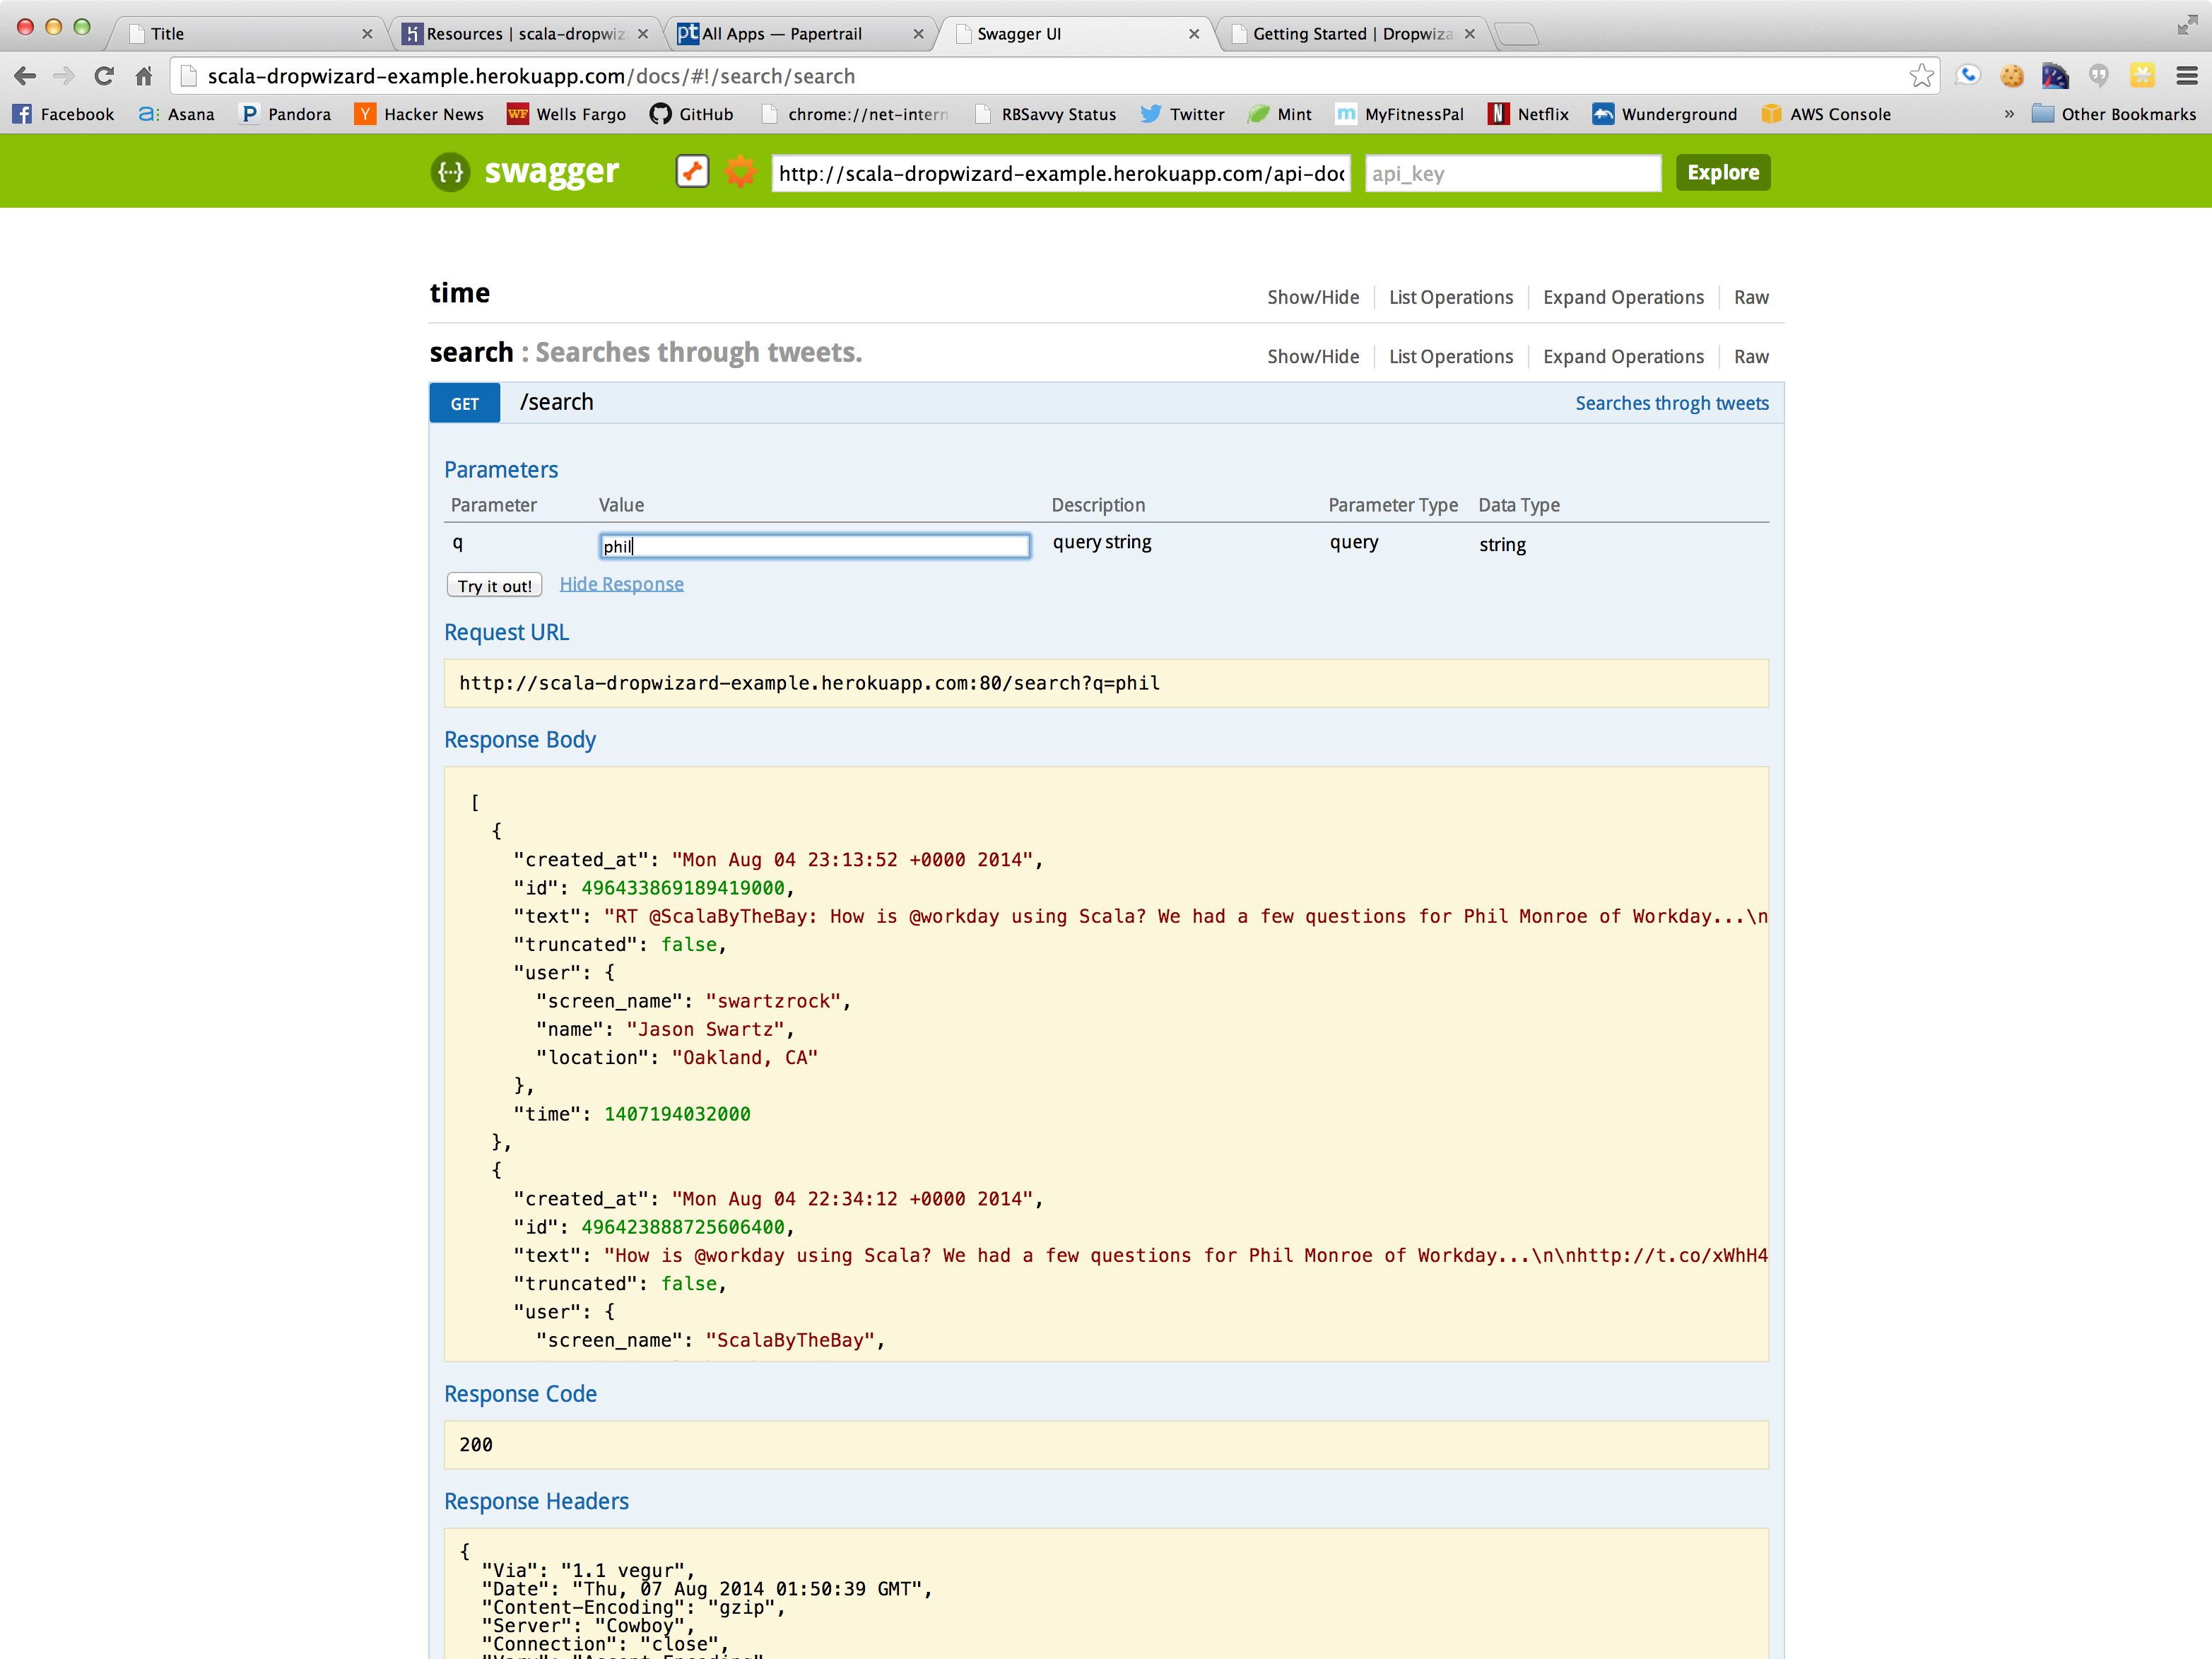 Title
Resources | scala-dropwiz
pt All Apps — Papertrail
Swagger UI
Getting Started | Dropwiza
scala-dropwizard-example.herokuapp.com/docs/#!/search/search
Facebook
a: Asana
P Pandora
Y Hacker News
WF Wells Fargo
GitHub
chrome://net-intern
RBSavvy Status
Twitter
Mint
m MyFitnessPal
N Netflix
Wunderground
AWS Console
» Other Bookmarks
{··} swagger
http://scala-dropwizard-example.herokuapp.com/api-doc
api_key
Explore
time
Show/Hide List Operations Expand Operations Raw
search : Searches through tweets.
Show/Hide List Operations Expand Operations Raw
GET /search Searches throgh tweets
Parameters
Parameter Value Description Parameter Type Data Type
q phil query string query string
Try it out! Hide Response
Request URL
http://scala-dropwizard-example.herokuapp.com:80/search?q=phil
Response Body
[
{
"created_at": "Mon Aug 04 23:13:52 +0000 2014",
"id": 496433869189419000,
"text": "RT @ScalaByTheBay: How is @workday using Scala? We had a few questions for Phil Monroe of Workday...\n
"truncated": false,
"user": {
"screen_name": "swartzrock",
"name": "Jason Swartz",
"location": "Oakland, CA"
},
"time": 1407194032000
},
{
"created_at": "Mon Aug 04 22:34:12 +0000 2014",
"id": 496423888725606400,
"text": "How is @workday using Scala? We had a few questions for Phil Monroe of Workday...\n\nhttp://t.co/xWhH4
"truncated": false,
"user": {
"screen_name": "ScalaByTheBay",
Response Code
200
Response Headers
{
"Via": "1.1 vegur",
"Date": "Thu, 07 Aug 2014 01:50:39 GMT",
"Content-Encoding": "gzip",
"Server": "Cowboy",
"Connection": "close",